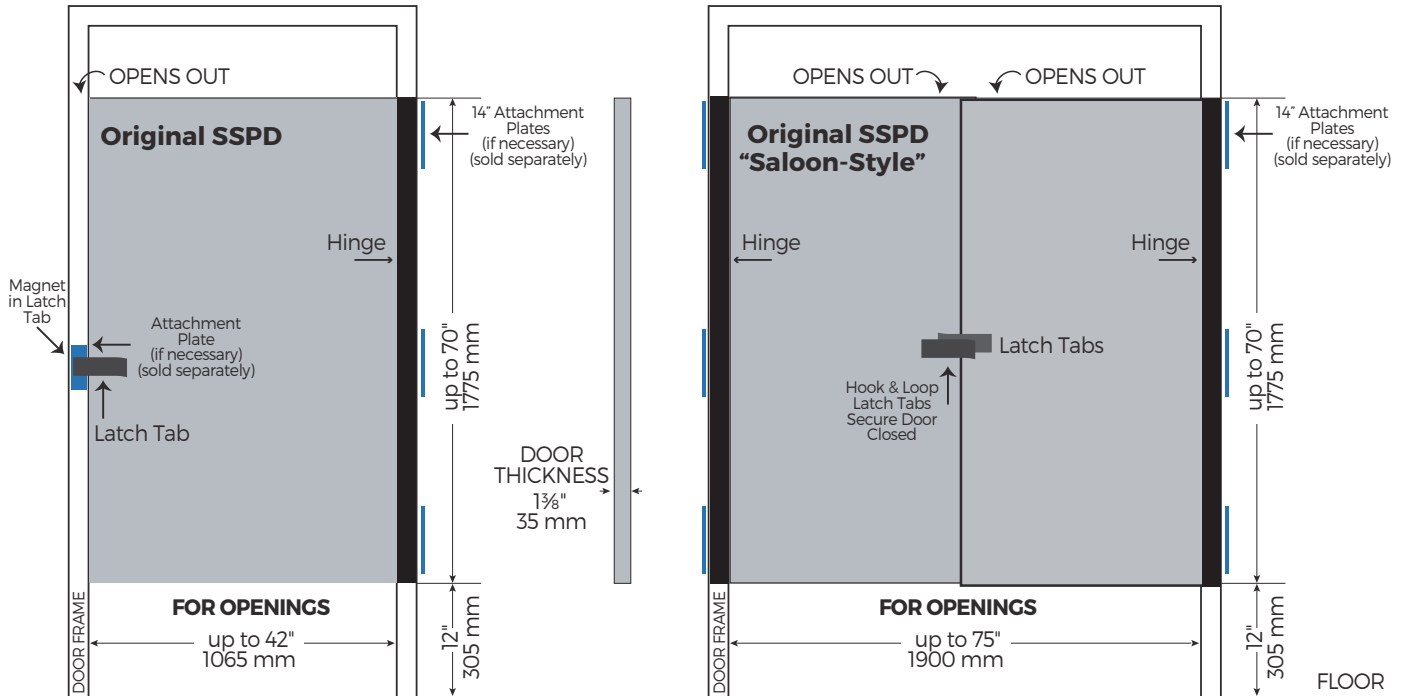 OPENS OUT
Original SSPD
14” Attachment
Plates
(if necessary)
(sold separately)
Hinge
Magnet
in Latch
Tab
Attachment
Plate
(if necessary)
(sold separately)
Latch Tab
up to 70"
1775 mm
DOOR FRAME
FOR OPENINGS
up to 42"
1065 mm
12"
305 mm
DOOR
THICKNESS
1⅜"
35 mm
OPENS OUT
OPENS OUT
Original SSPD
“Saloon-Style”
14” Attachment
Plates
(if necessary)
(sold separately)
Hinge
Hinge
Latch Tabs
Hook & Loop
Latch Tabs
Secure Door
Closed
up to 70"
1775 mm
DOOR FRAME
FOR OPENINGS
up to 75"
1900 mm
12"
305 mm
FLOOR